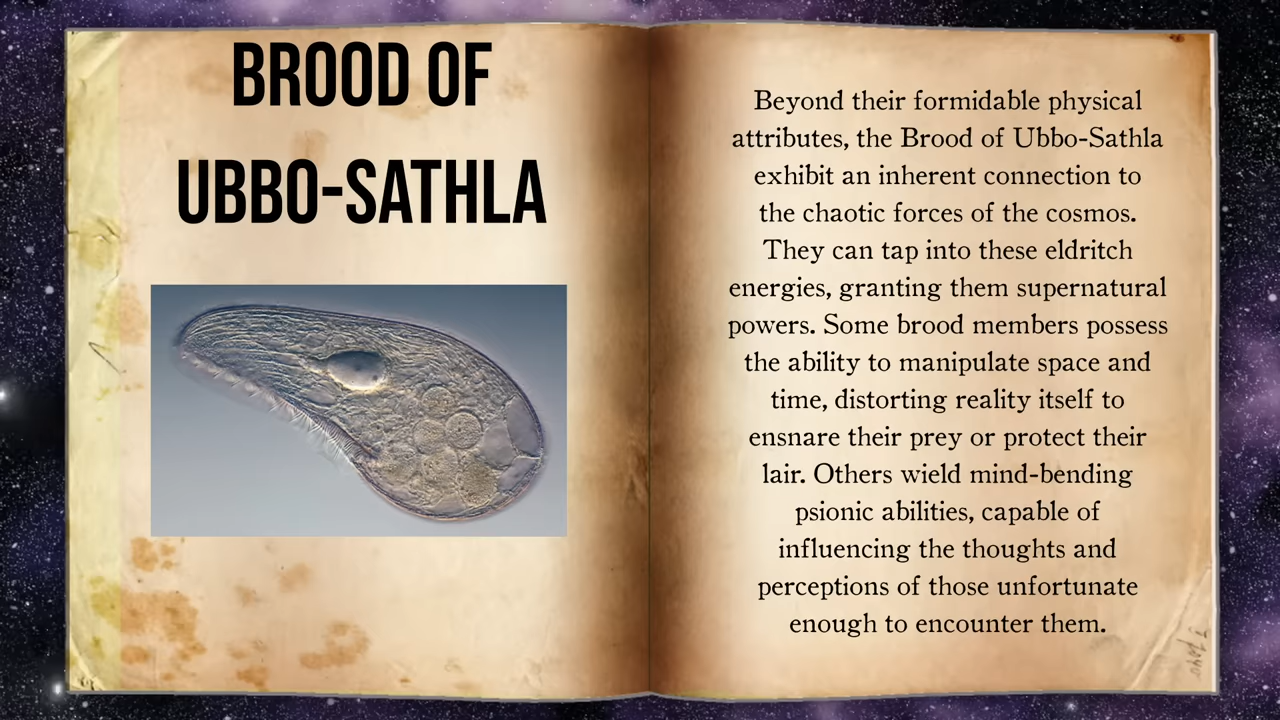 BROOD OF
UBBO-SATHLA
Beyond their formidable physical
attributes, the Brood of Ubbo-Sathla
exhibit an inherent connection to
the chaotic forces of the cosmos.
They can tap into these eldritch
energies, granting them supernatural
powers. Some brood members possess
the ability to manipulate space and
time, distorting reality itself to
ensnare their prey or protect their
lair. Others wield mind-bending
psionic abilities, capable of
influencing the thoughts and
perceptions of those unfortunate
enough to encounter them.